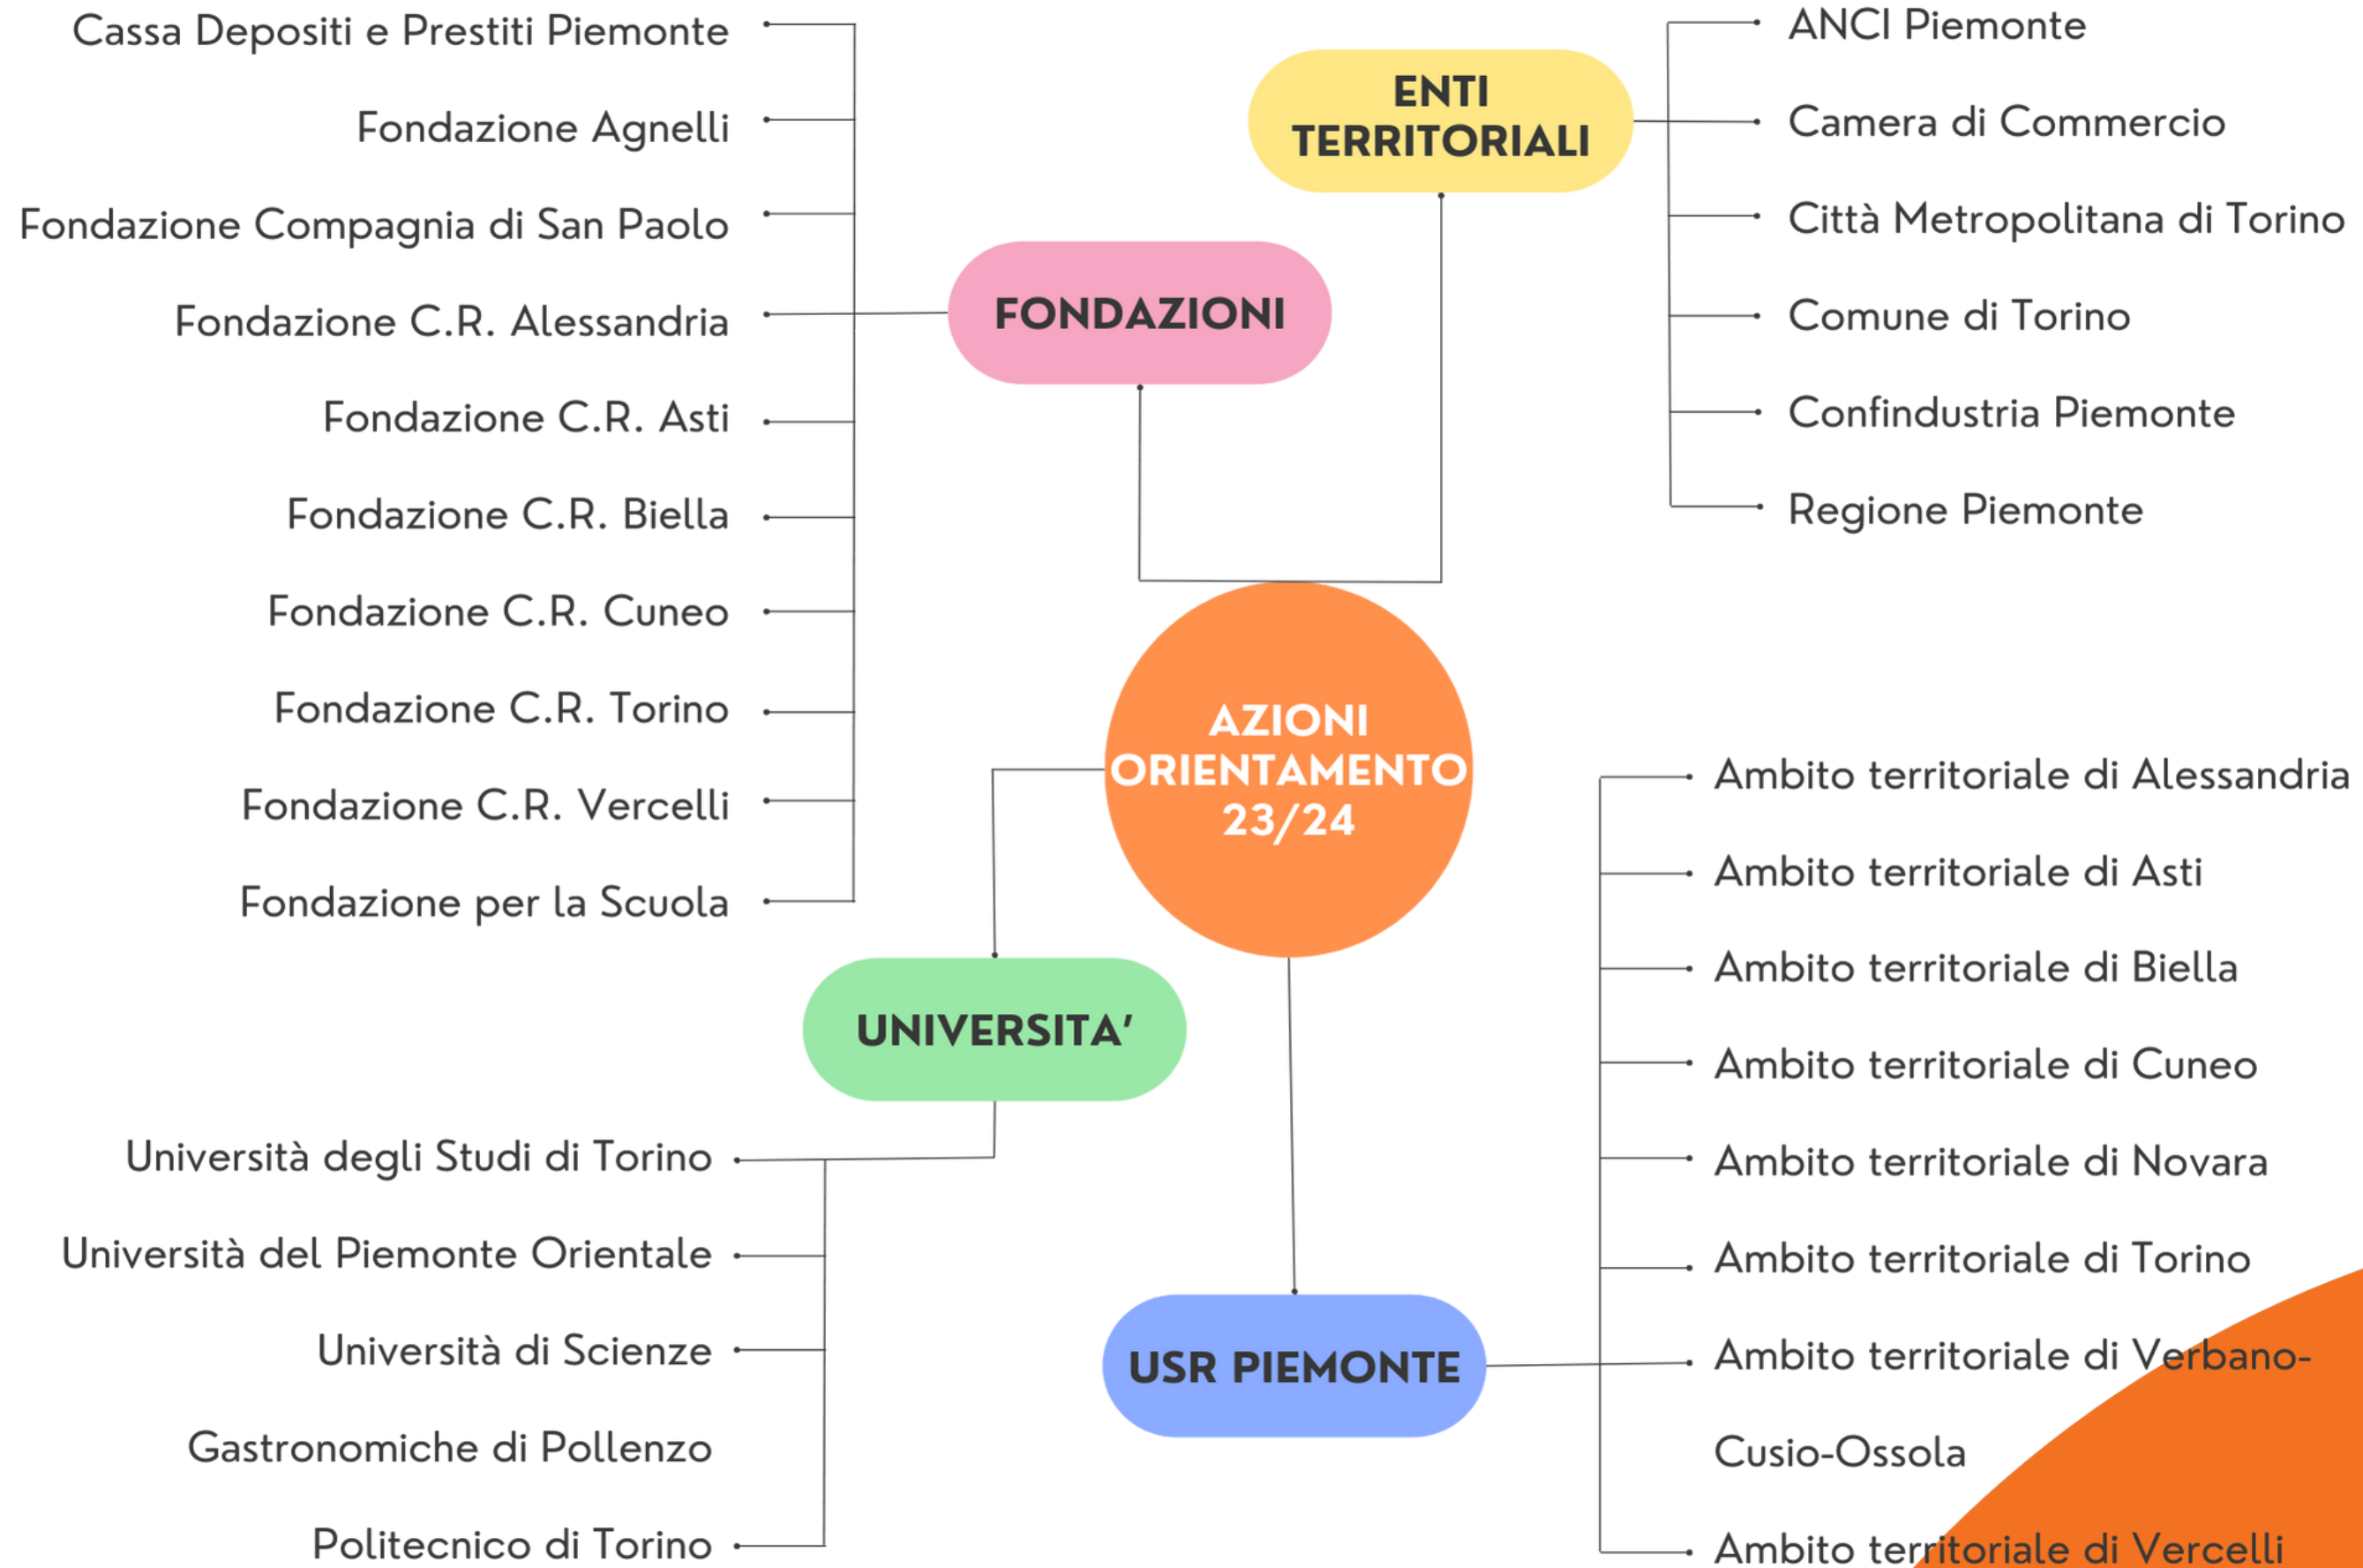 Cassa Depositi e Prestiti Piemonte
Fondazione Agnelli
Fondazione Compagnia di San Paolo
Fondazione C.R. Alessandria
Fondazione C.R. Asti
Fondazione C.R. Biella
Fondazione C.R. Cuneo
Fondazione C.R. Torino
Fondazione C.R. Vercelli
Fondazione per la Scuola
FONDAZIONI
ENTI
TERRITORIALI
ANCI Piemonte
Camera di Commercio
Città Metropolitana di Torino
Comune di Torino
Confindustria Piemonte
Regione Piemonte
AZIONI
ORIENTAMENTO
23/24
UNIVERSITA'
Università degli Studi di Torino
Università del Piemonte Orientale
Università di Scienze
Gastronomiche di Pollenzo
Politecnico di Torino
USR PIEMONTE
Ambito territoriale di Alessandria
Ambito territoriale di Asti
Ambito territoriale di Biella
Ambito territoriale di Cuneo
Ambito territoriale di Novara
Ambito territoriale di Torino
Ambito territoriale di Verbano-
Cusio-Ossola
Ambito territoriale di Vercelli